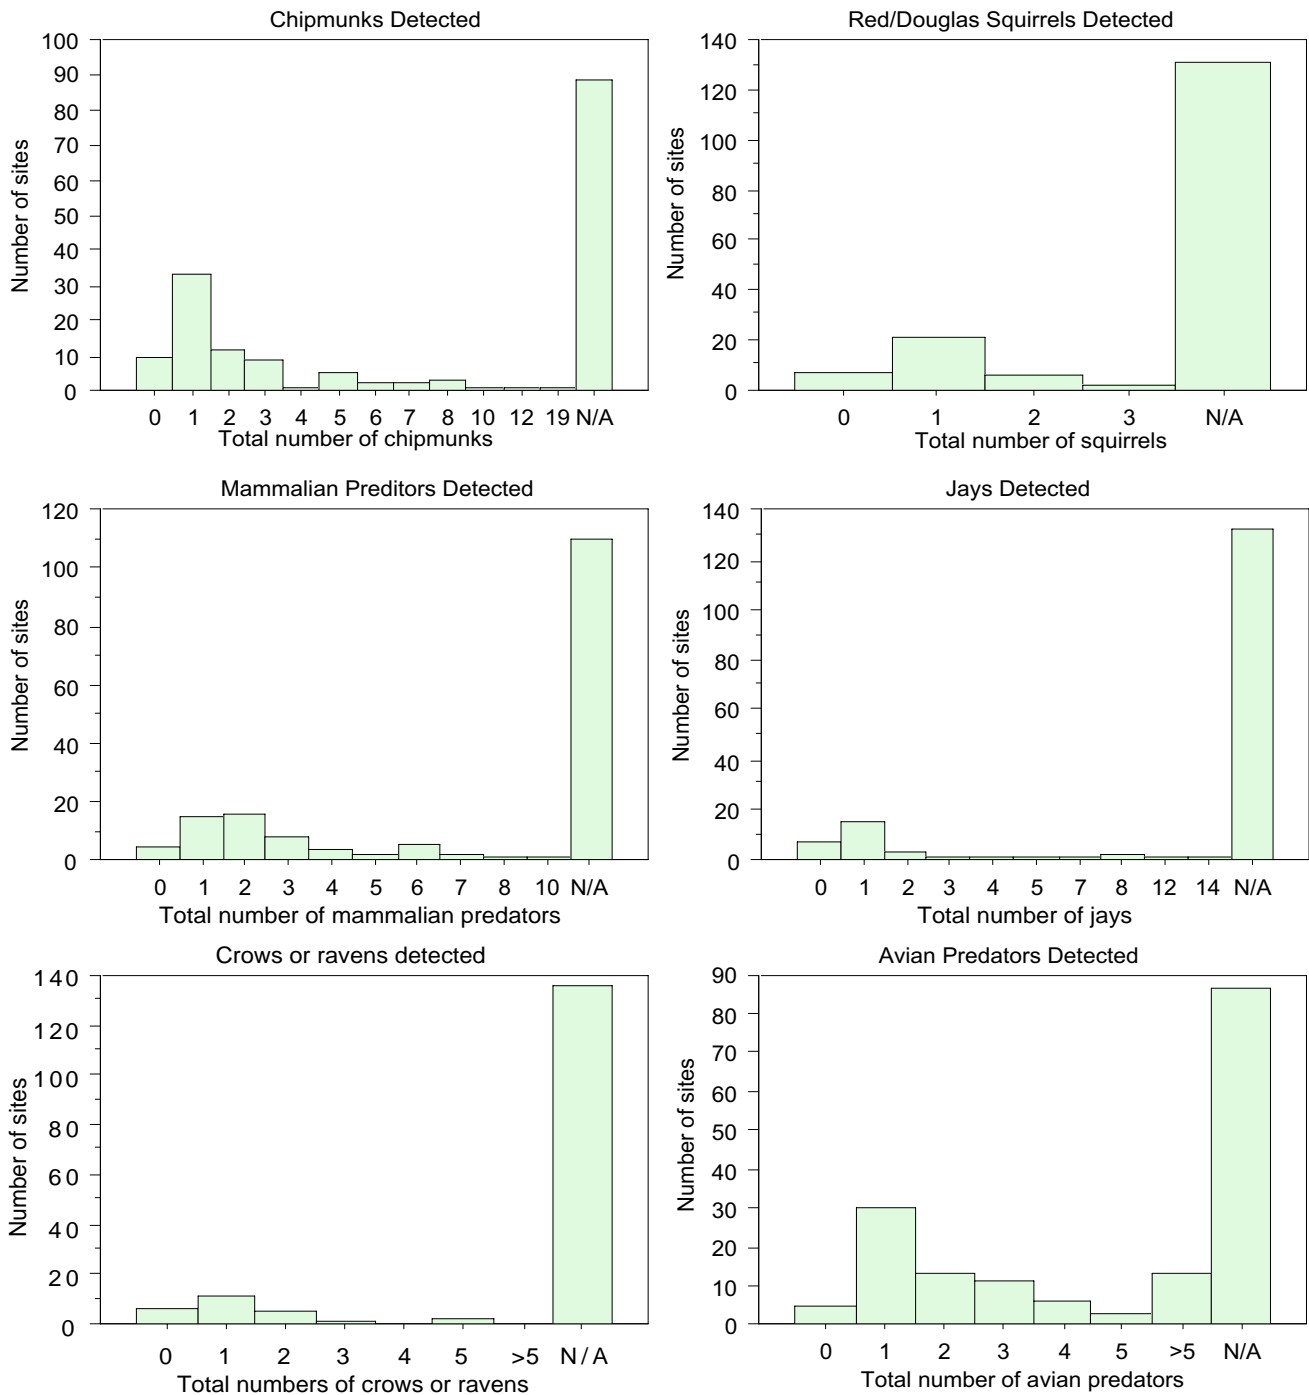 Chipmunks Detected
100
90
80
70
60
50
40
30
20
10
0
Number of sites
0 1 2 3 4 5 6 7 8 10 12 19 N/A
Total number of chipmunks
Red/Douglas Squirrels Detected
140
120
100
80
60
40
20
0
Number of sites
0 1 2 3 N/A
Total number of squirrels
Mammalian Preditors Detected
120
100
80
60
40
20
0
Number of sites
0 1 2 3 4 5 6 7 8 10 N/A
Total number of mammalian predators
Jays Detected
140
120
100
80
60
40
20
0
Number of sites
0 1 2 3 4 5 7 8 12 14 N/A
Total number of jays
Crows or ravens detected
140
120
100
80
60
40
20
0
Number of sites
0 1 2 3 4 5 >5 N/A
Total numbers of crows or ravens
Avian Predators Detected
90
80
70
60
50
40
30
20
10
0
Number of sites
0 1 2 3 4 5 >5 N/A
Total number of avian predators